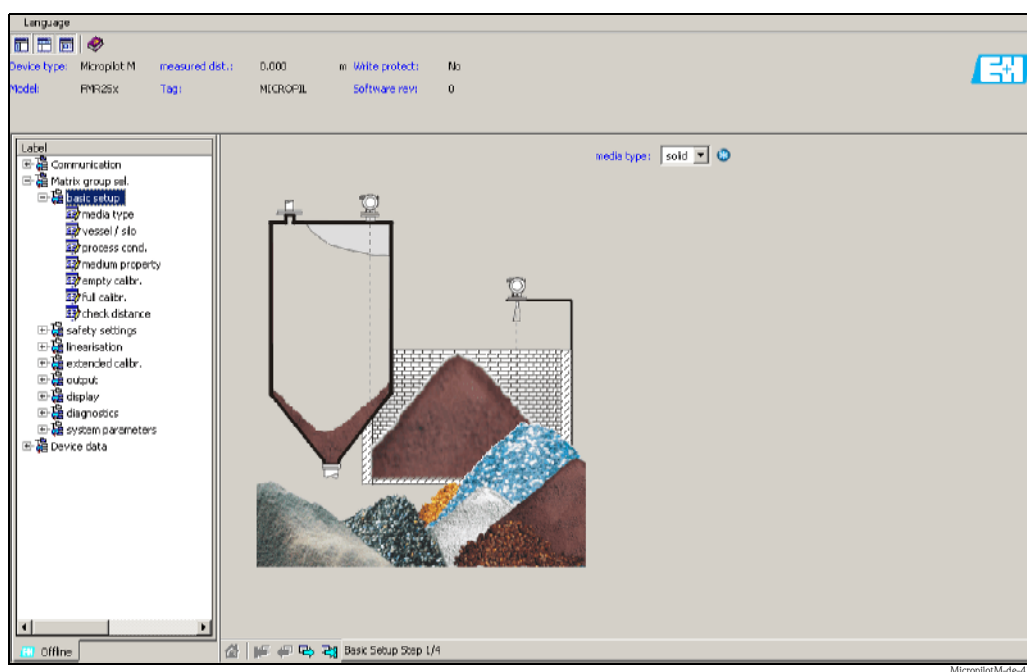 Language
Device type: Micropilot M measured dist.: 0.000 m Write protect: No
Model: FMR25x Tag: MICROPIL Software rev: 0
E+H
Label
media type: solid
Communication
Matrix group sel.
basic setup
media type
vessel / silo
process cond.
medium property
empty calibr.
full calibr.
check distance
safety settings
linearisation
extended calibr.
output
display
diagnostics
system parameters
Device data
Offline
Basic Setup Step 1/4
MicropilotM-de-4